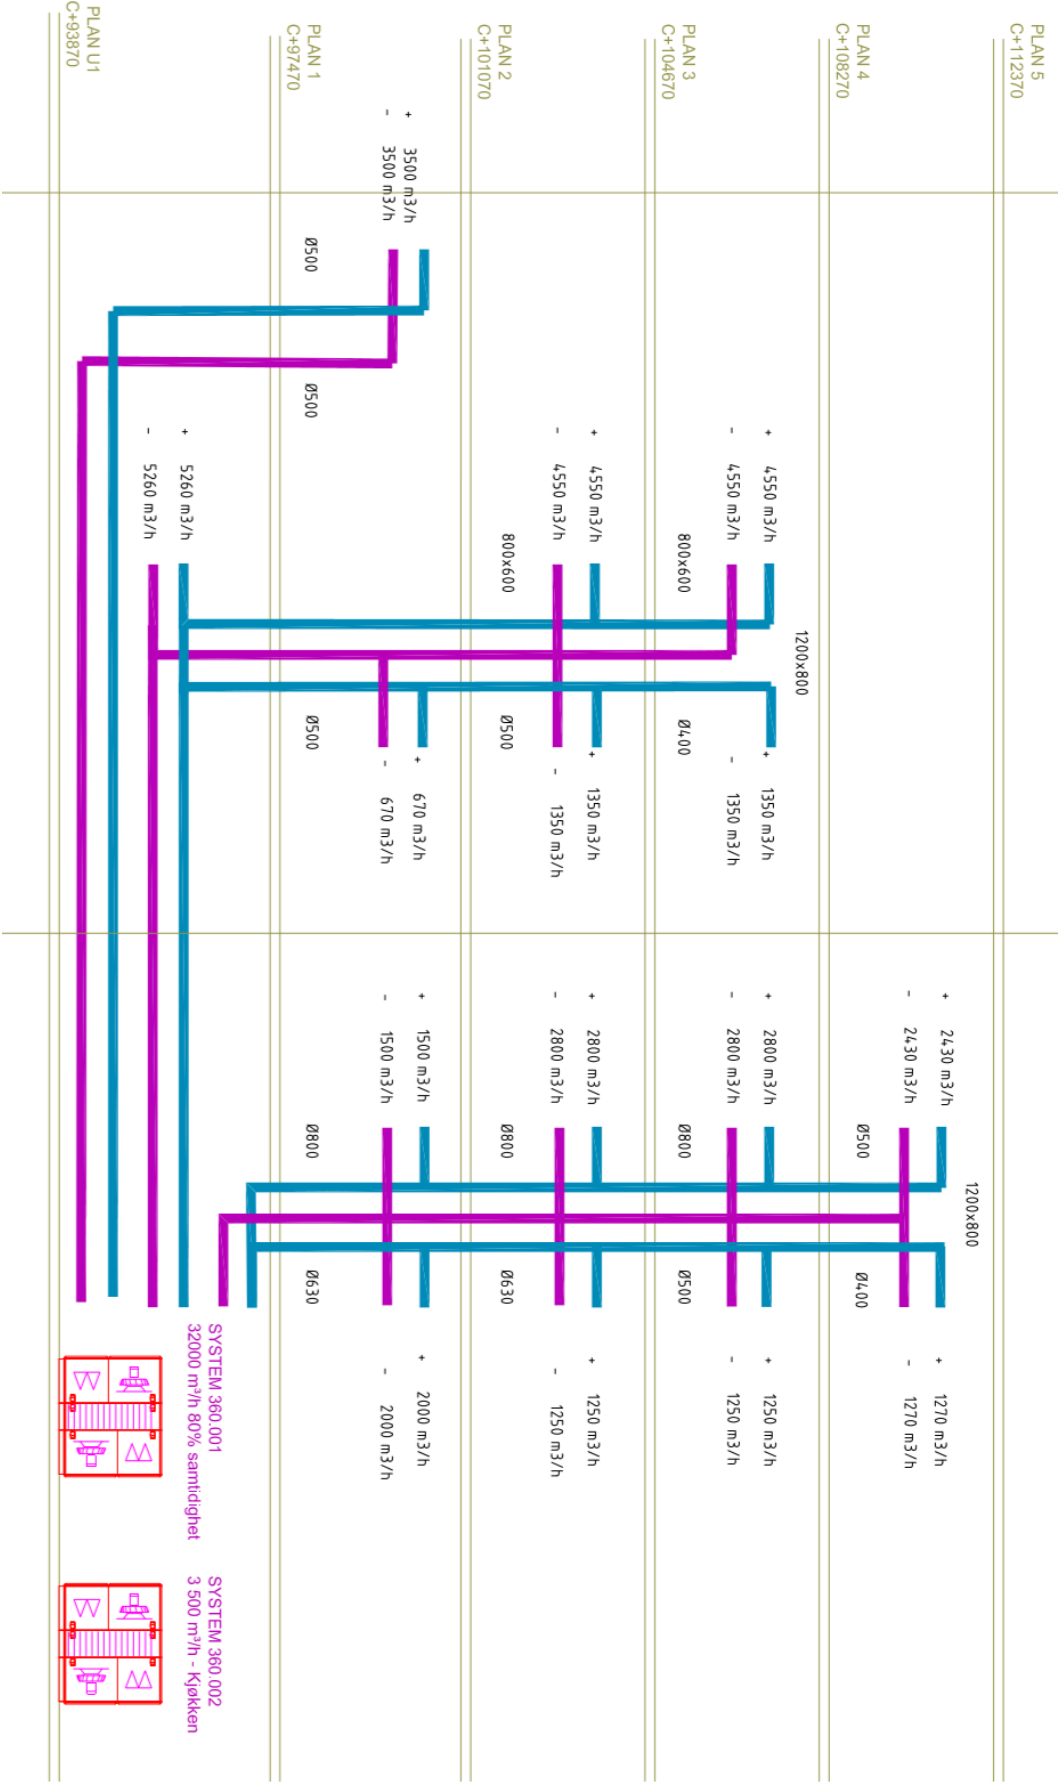 PLAN 5
C+112370
PLAN 4
C+108270
PLAN 3
C+104670
PLAN 2
C+101070
PLAN 1
C+97470
PLAN U1
C+93870
+ 3500 m3/h
- 3500 m3/h
Ø500
Ø500
+ 4550 m3/h
- 4550 m3/h
+ 4550 m3/h
- 4550 m3/h
+ 5260 m3/h
- 5260 m3/h
800x600
800x600
1200x800
Ø400
Ø500
Ø500
+ 1350 m3/h
- 1350 m3/h
+ 1350 m3/h
- 1350 m3/h
+ 670 m3/h
- 670 m3/h
+ 2430 m3/h
- 2430 m3/h
+ 2800 m3/h
- 2800 m3/h
+ 2800 m3/h
- 2800 m3/h
+ 1500 m3/h
- 1500 m3/h
Ø500
Ø800
Ø800
Ø800
1200x800
Ø400
Ø500
Ø630
Ø630
+ 1270 m3/h
- 1270 m3/h
+ 1250 m3/h
- 1250 m3/h
+ 1250 m3/h
- 1250 m3/h
+ 2000 m3/h
- 2000 m3/h
SYSTEM 360.001
32000 m³/h 80% samtidighet
SYSTEM 360.002
3 500 m³/h - Kjøkken